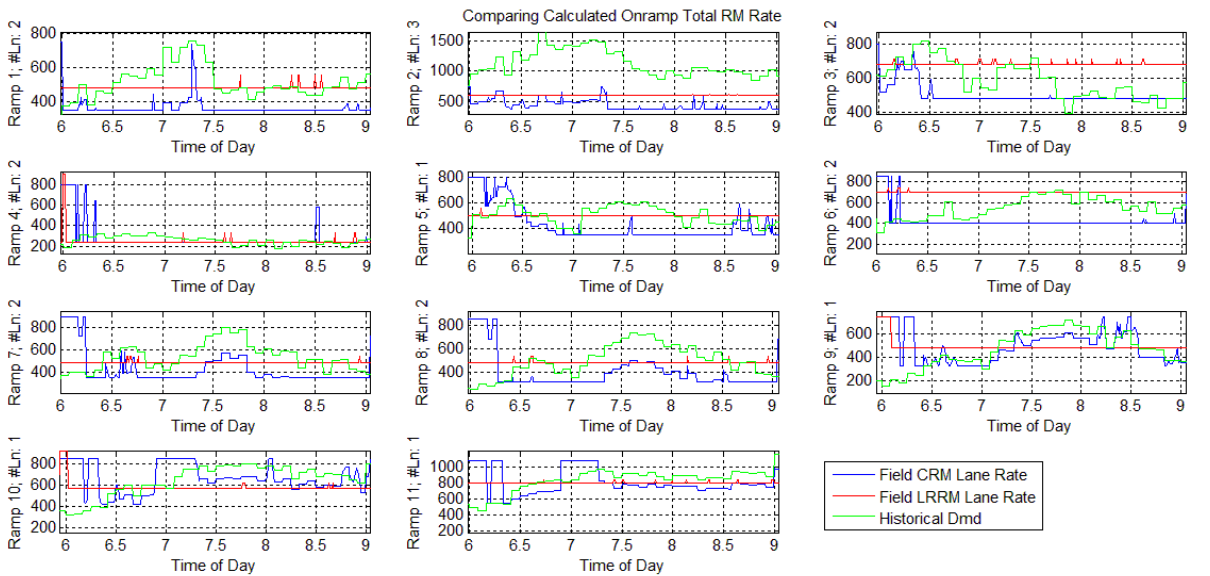 Comparing Calculated Onramp Total RM Rate
Ramp 1; #Ln: 2
800
600
400
6 6.5 7 7.5 8 8.5 9
Time of Day
Ramp 2; #Ln: 3
1500
1000
500
6 6.5 7 7.5 8 8.5 9
Time of Day
Ramp 3; #Ln: 2
800
600
400
6 6.5 7 7.5 8 8.5 9
Time of Day
Ramp 4; #Ln: 2
800
600
400
200
6 6.5 7 7.5 8 8.5 9
Time of Day
Ramp 5; #Ln: 1
800
600
400
6 6.5 7 7.5 8 8.5 9
Time of Day
Ramp 6; #Ln: 2
800
600
400
200
6 6.5 7 7.5 8 8.5 9
Time of Day
Ramp 7; #Ln: 2
800
600
400
6 6.5 7 7.5 8 8.5 9
Time of Day
Ramp 8; #Ln: 2
800
600
400
6 6.5 7 7.5 8 8.5 9
Time of Day
Ramp 9; #Ln: 1
600
400
200
6 6.5 7 7.5 8 8.5 9
Time of Day
Ramp 10; #Ln: 1
800
600
400
200
6 6.5 7 7.5 8 8.5 9
Time of Day
Ramp 11; #Ln: 1
1000
800
600
400
200
6 6.5 7 7.5 8 8.5 9
Time of Day
Field CRM Lane Rate
Field LRRM Lane Rate
Historical Dmd